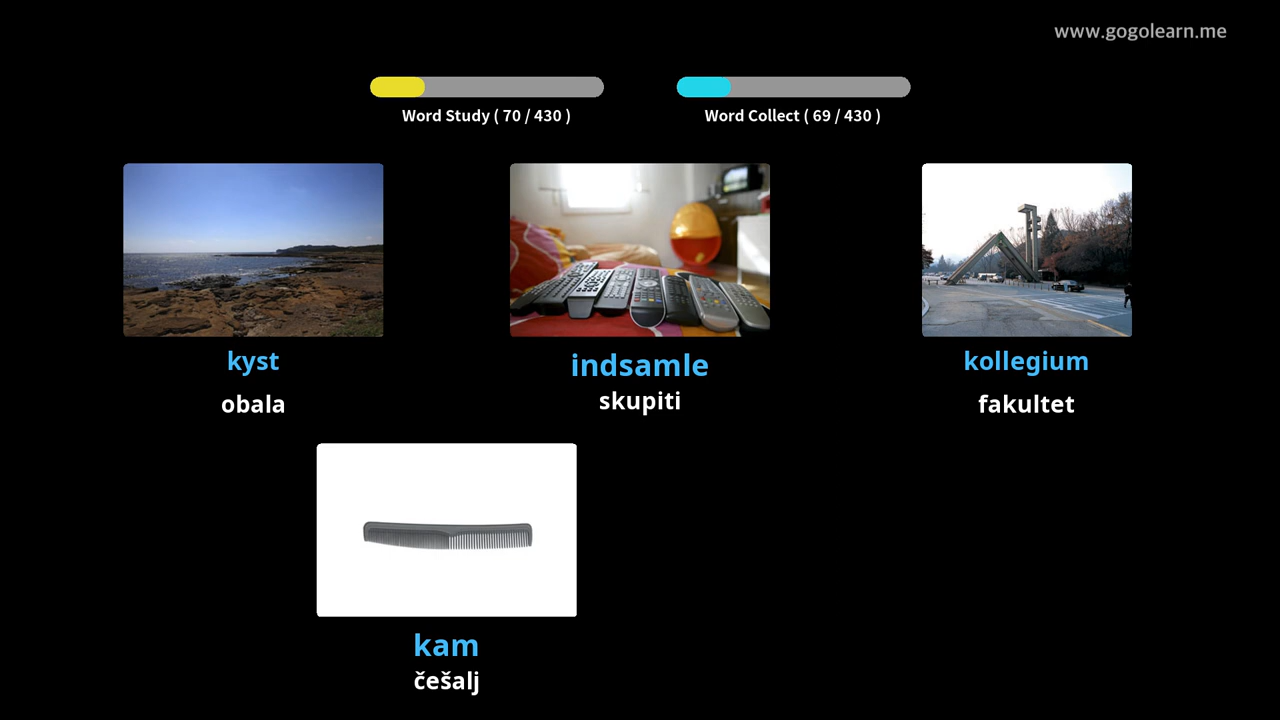 www.gogolearn.me
Word Study ( 70 / 430 )
Word Collect ( 69 / 430 )
kyst
obala
indsamle
skupiti
kollegium
fakultet
kam
češalj